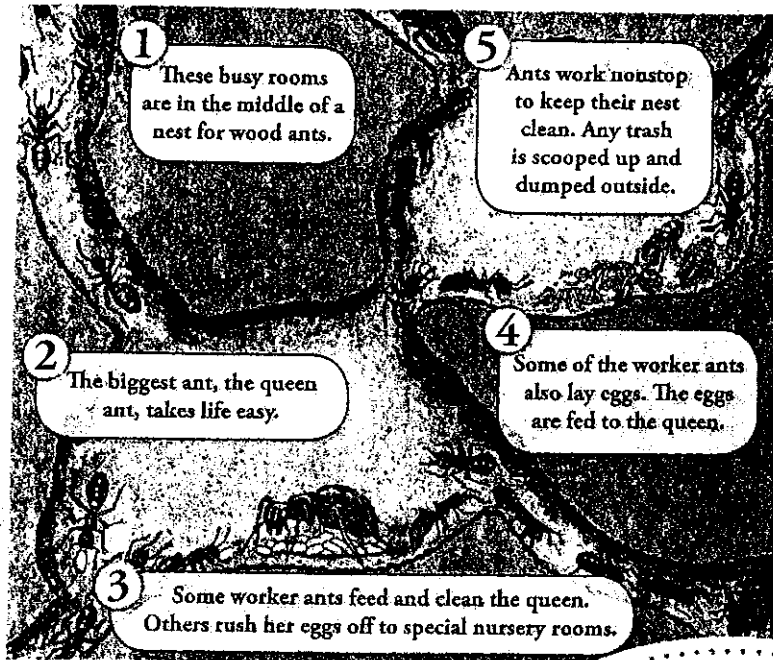 1
These busy rooms
are in the middle of a
nest for wood ants.
2
The biggest ant, the queen
ant, takes life easy.
3
Some worker ants feed and clean the queen.
Others rush her eggs off to special nursery rooms.
4
Some of the worker ants
also lay eggs. The eggs
are fed to the queen.
5
Ants work nonstop
to keep their nest
clean. Any trash
is scooped up and
dumped outside.